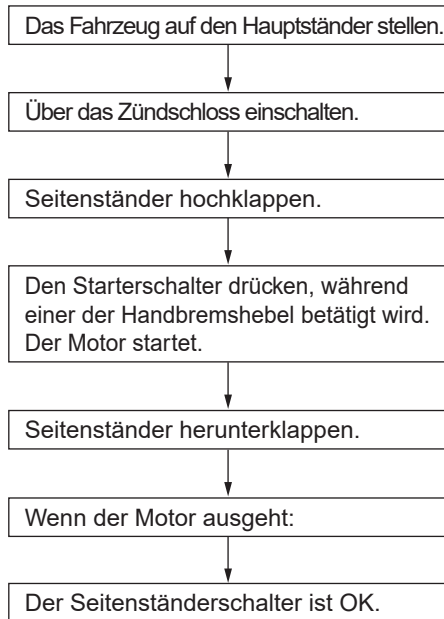 Das Fahrzeug auf den Hauptständer stellen.
Über das Zündschloss einschalten.
Seitenständer hochklappen.
Den Starterschalter drücken, während
einer der Handbremshebel betätigt wird.
Der Motor startet.
Seitenständer herunterklappen.
Wenn der Motor ausgeht:
Der Seitenständerschalter ist OK.